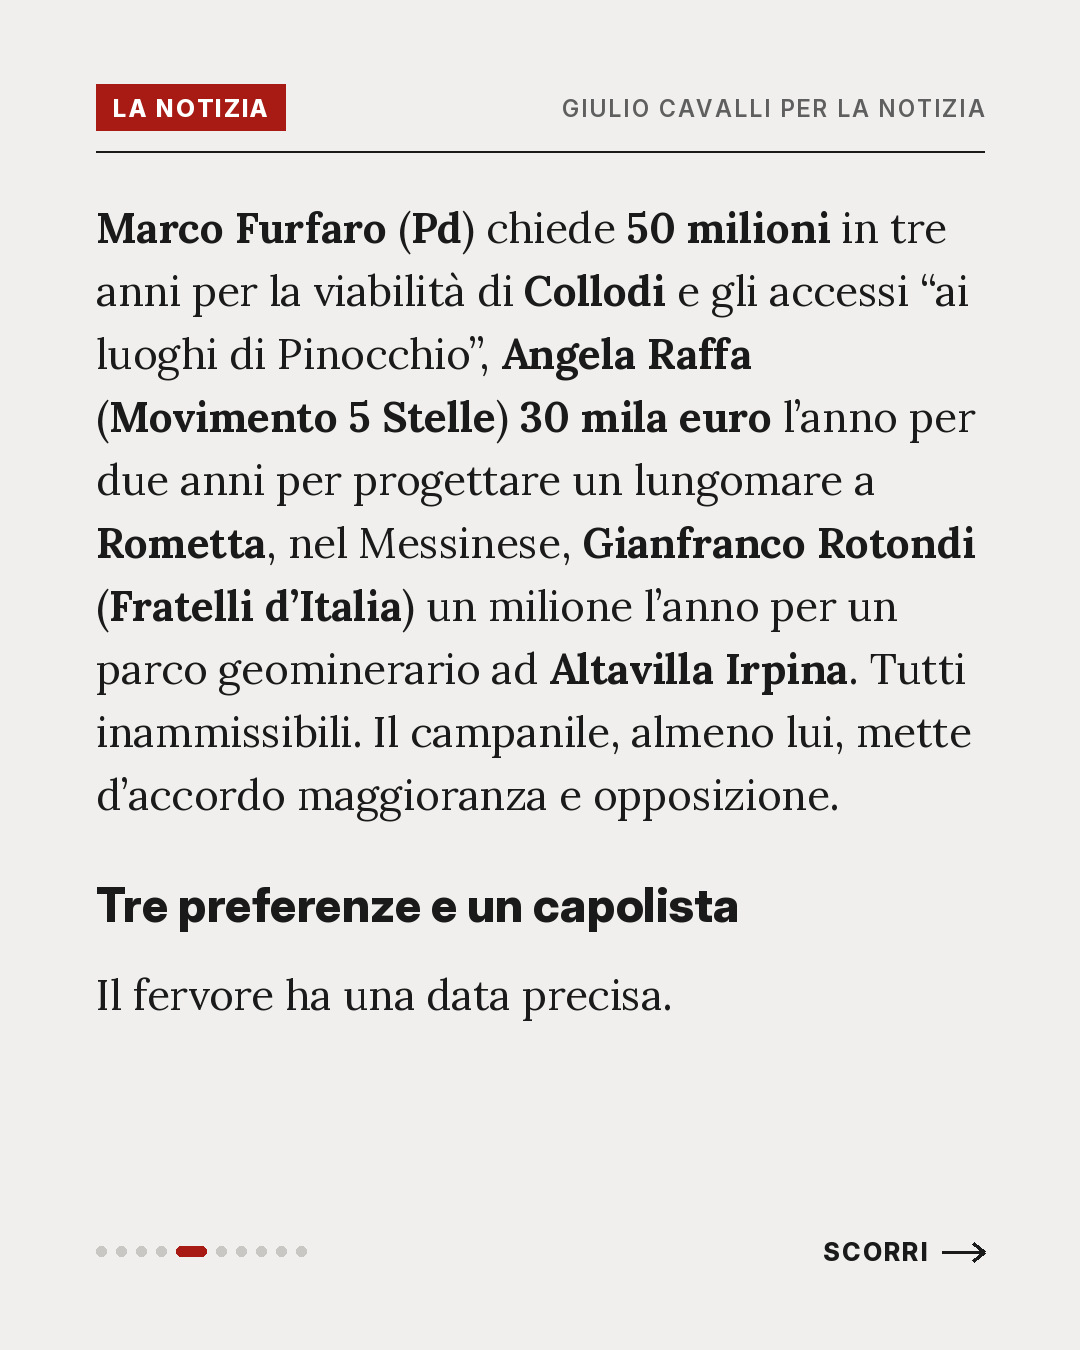 LA NOTIZIA
GIULIO CAVALLI PER LA NOTIZIA
Marco Furfaro (Pd) chiede 50 milioni in tre
anni per la viabilità di Collodi e gli accessi “ai
luoghi di Pinocchio”, Angela Raffa
(Movimento 5 Stelle) 30 mila euro l’anno per
due anni per progettare un lungomare a
Rometta, nel Messinese, Gianfranco Rotondi
(Fratelli d’Italia) un milione l’anno per un
parco geominerario ad Altavilla Irpina. Tutti
inammissibili. Il campanile, almeno lui, mette
d’accordo maggioranza e opposizione.
Tre preferenze e un capolista
Il fervore ha una data precisa.
SCORRI